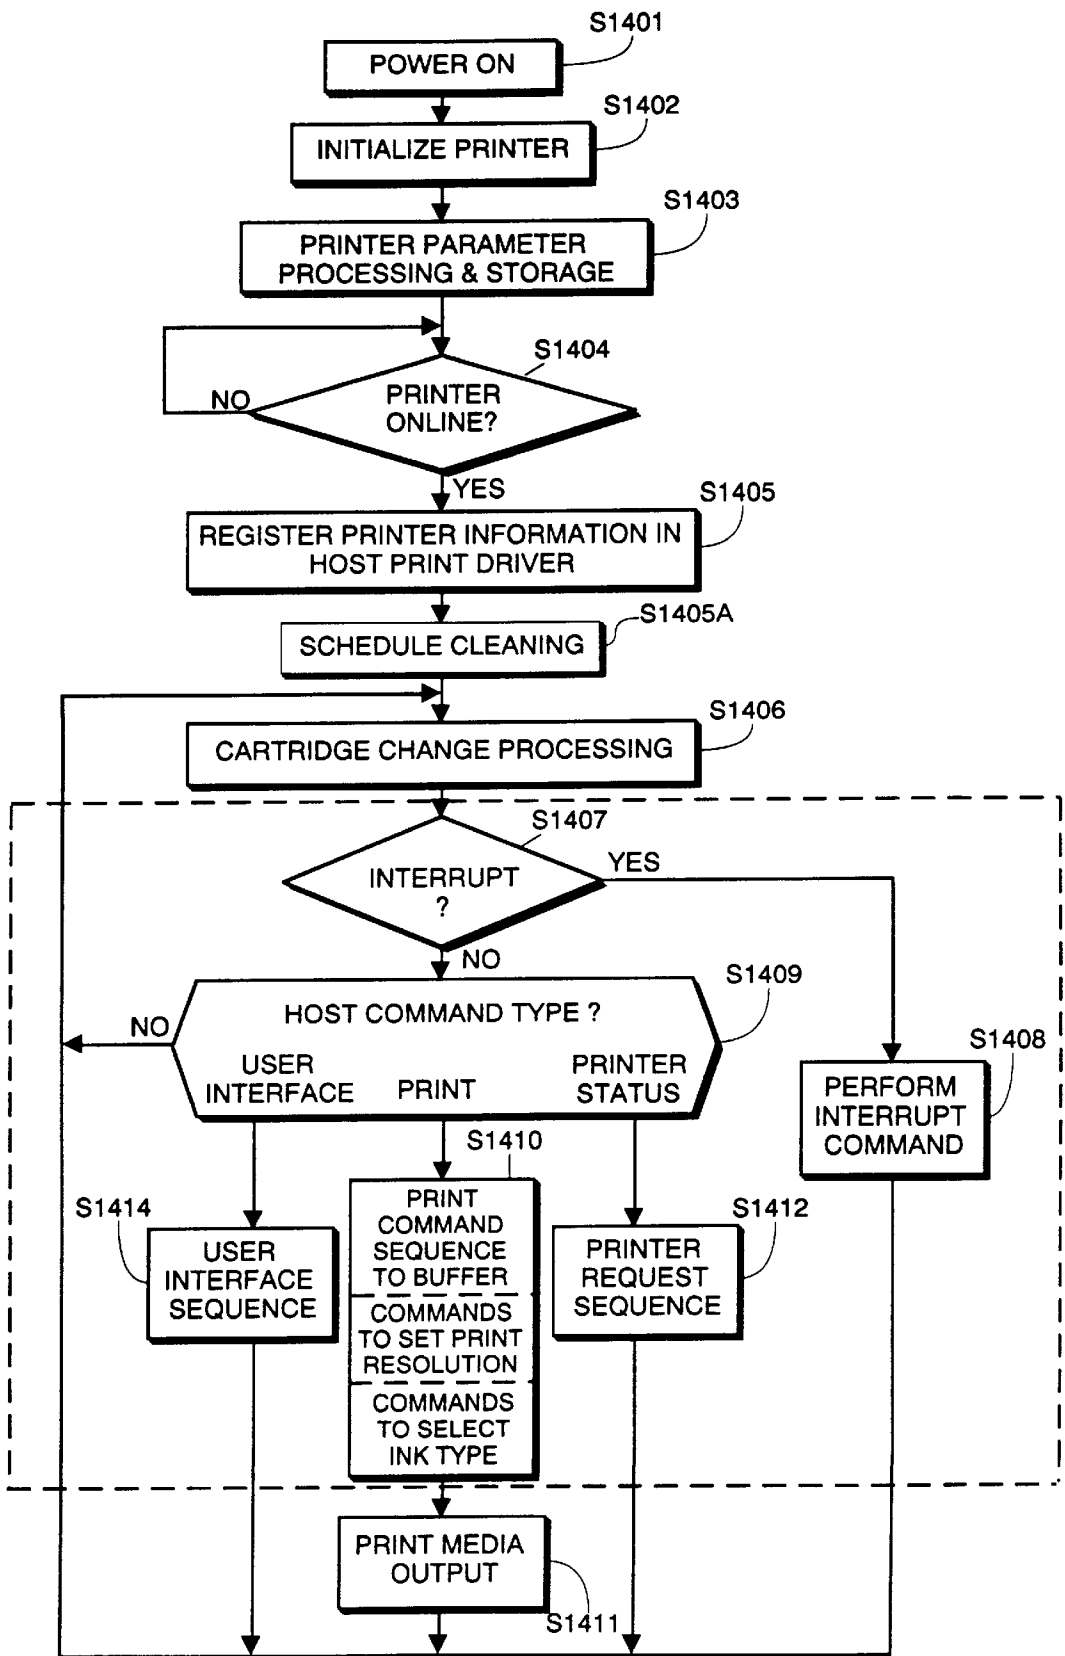 S1401
POWER ON
S1402
INITIALIZE PRINTER
S1403
PRINTER PARAMETER
PROCESSING & STORAGE
S1404
PRINTER
ONLINE?
NO
YES
S1405
REGISTER PRINTER INFORMATION IN
HOST PRINT DRIVER
S1405A
SCHEDULE CLEANING
S1406
CARTRIDGE CHANGE PROCESSING
S1407
INTERRUPT
?
YES
NO
S1409
HOST COMMAND TYPE ?
NO
USER
INTERFACE
PRINT
PRINTER
STATUS
S1408
PERFORM
INTERRUPT
COMMAND
S1414
USER
INTERFACE
SEQUENCE
S1410
PRINT
COMMAND
SEQUENCE
TO BUFFER
COMMANDS
TO SET PRINT
RESOLUTION
COMMANDS
TO SELECT
INK TYPE
S1412
PRINTER
REQUEST
SEQUENCE
PRINT MEDIA
OUTPUT
S1411